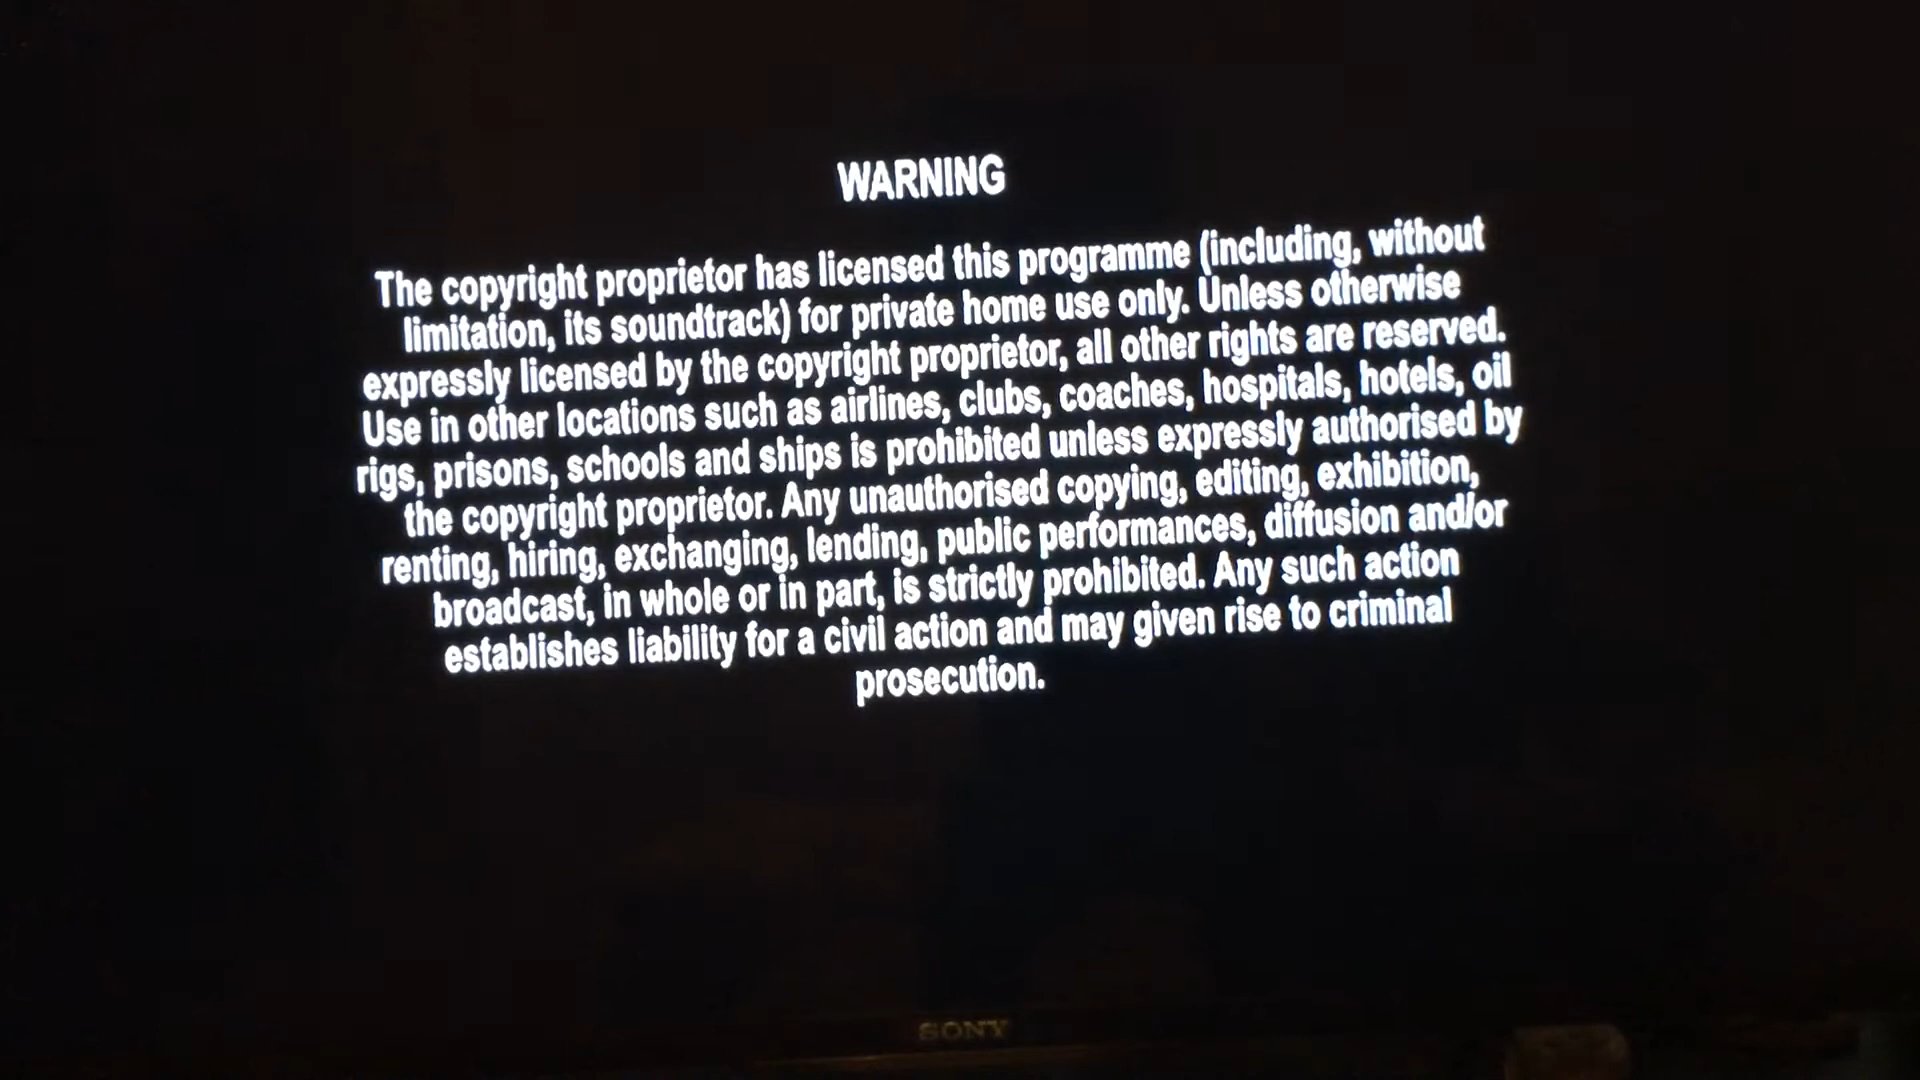 WARNING
The copyright proprietor has licensed this programme (including, without
limitation, its soundtrack) for private home use only. Unless otherwise
expressly licensed by the copyright proprietor, all other rights are reserved.
Use in other locations such as airlines, clubs, coaches, hospitals, hotels, oil
rigs, prisons, schools and ships is prohibited unless expressly authorised by
the copyright proprietor. Any unauthorised copying, editing, exhibition,
renting, hiring, exchanging, lending, public performances, diffusion and/or
broadcast, in whole or in part, is strictly prohibited. Any such action
establishes liability for a civil action and may given rise to criminal
prosecution.
SONY